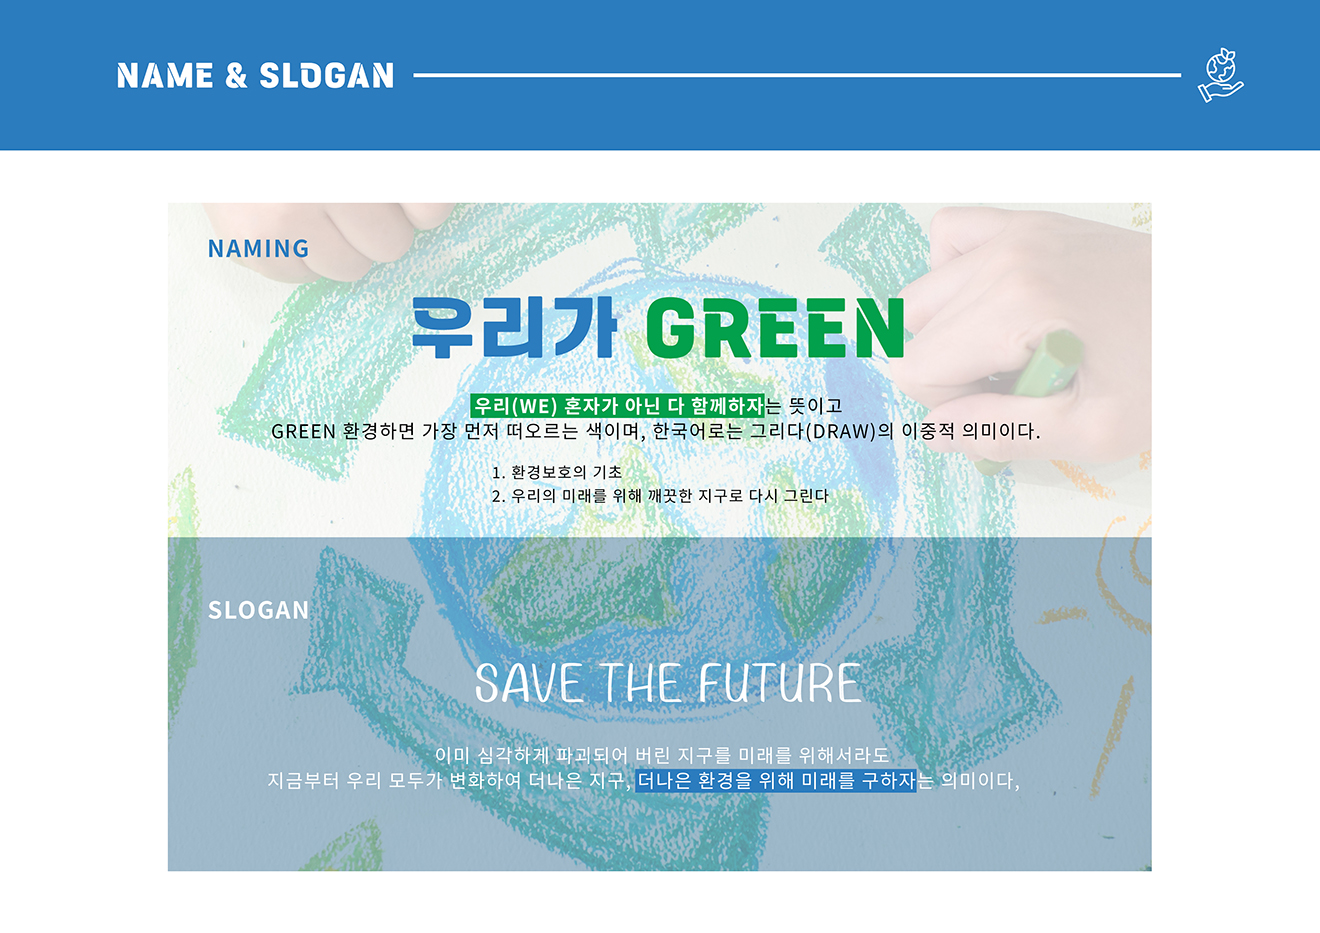 NAME & SLOGAN
NAMING
우리가 GREEN
우리(WE) 혼자가 아닌 다 함께하자는 뜻이고
GREEN 환경하면 가장 먼저 떠오르는 색이며, 한국어로는 그리다(DRAW)의 이중적 의미이다.
1. 환경보호의 기초
2. 우리의 미래를 위해 깨끗한 지구로 다시 그린다
SLOGAN
SAVE THE FUTURE
이미 심각하게 파괴되어 버린 지구를 미래를 위해서라도
지금부터 우리 모두가 변화하여 더나은 지구, 더나은 환경을 위해 미래를 구하자는 의미이다,